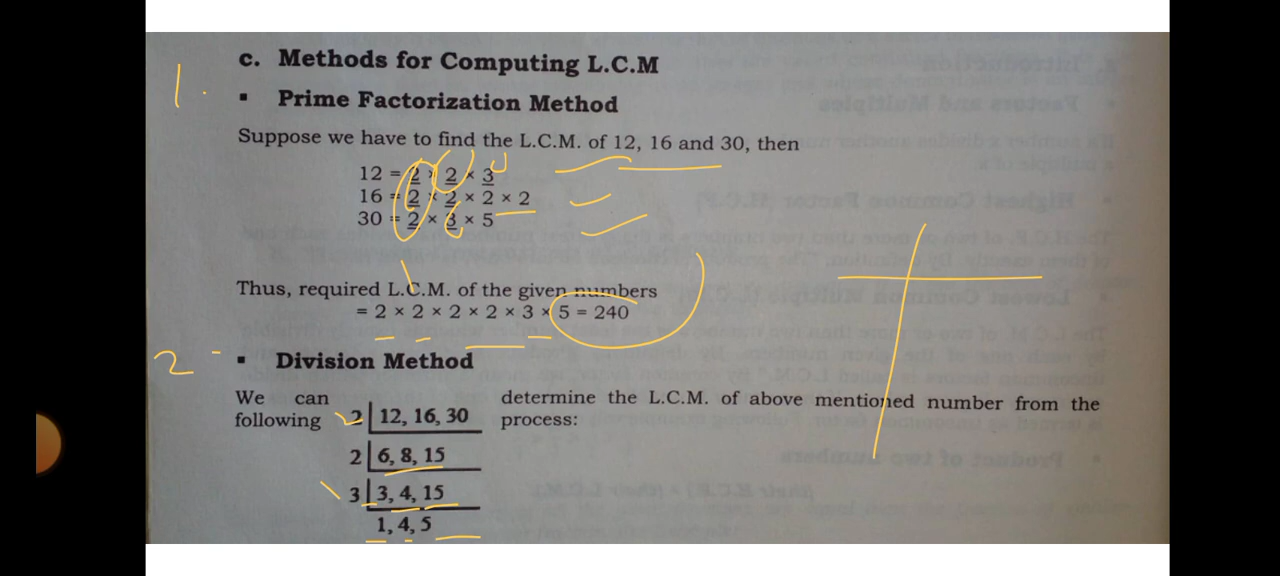 c. Methods for Computing L.C.M
1.
▪ Prime Factorization Method
Suppose we have to find the L.C.M. of 12, 16 and 30, then
12 = 2 × 2 × 3
16 = 2 × 2 × 2 × 2
30 = 2 × 3 × 5
Thus, required L.C.M. of the given numbers
= 2 × 2 × 2 × 2 × 3 × 5 = 240
2 -
▪ Division Method
We can determine the L.C.M. of above mentioned number from the
following process:
2 | 12, 16, 30
2 | 6, 8, 15
3 | 3, 4, 15
1, 4, 5